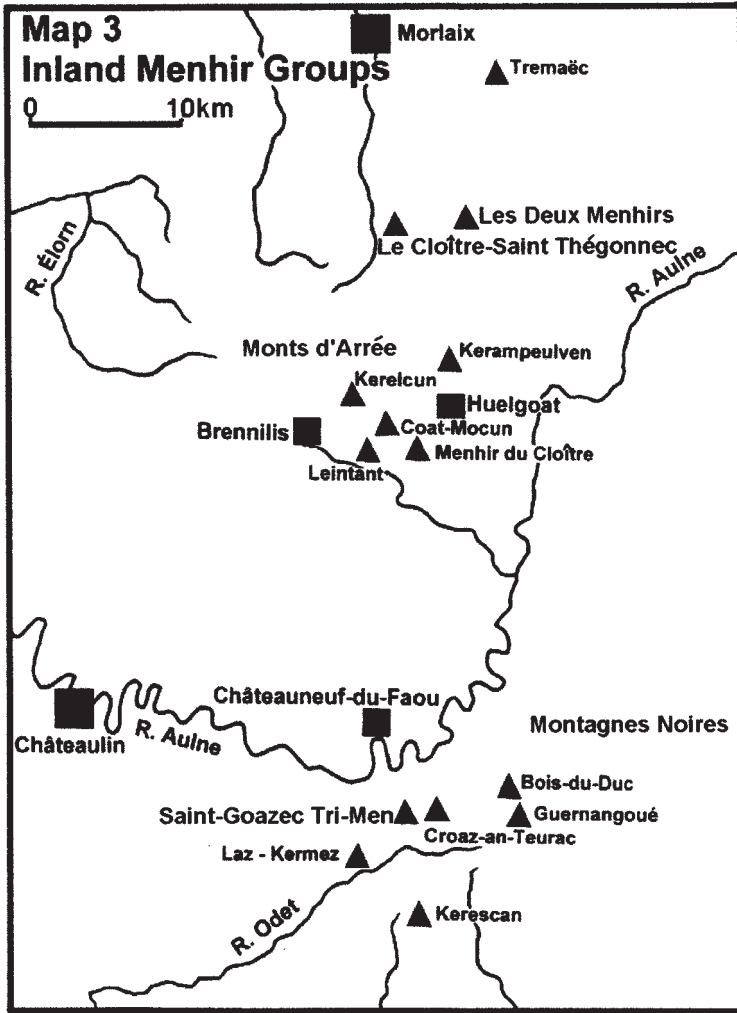 Map 3
Inland Menhir Groups
0 10km
Morlaix
Tremaëc
Les Deux Menhirs
Le Cloître-Saint Thégonnec
R. Élorn
R. Aulne
Monts d'Arrée
Kerampeulven
Kerelcun
Huelgoat
Brennilis
Coat-Mocun
Menhir du Cloître
Leintant
Châteauneuf-du-Faou
Châteaulin
R. Aulne
Montagnes Noires
Bois-du-Duc
Saint-Goazec Tri-Men
Guernangoué
Croaz-an-Teurac
Laz - Kermez
R. Odet
Kerescan